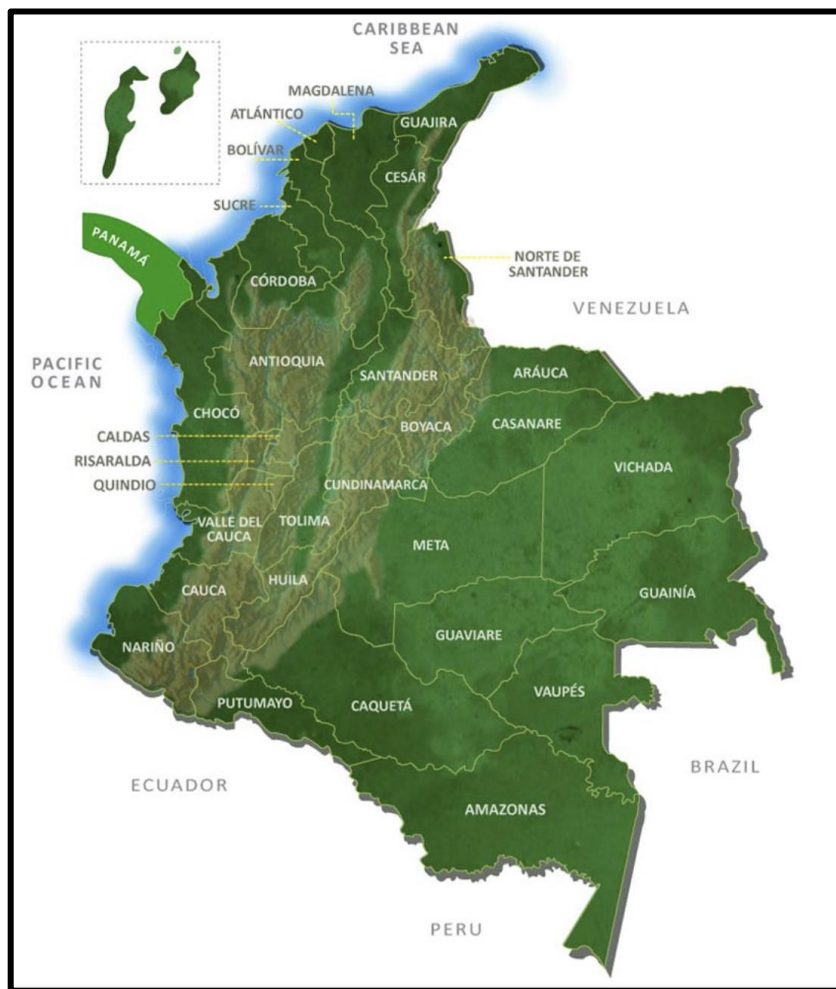 CARIBBEAN
SEA
MAGDALENA
ATLÁNTICO
GUAJIRA
BOLÍVAR
CESÁR
SUCRE
PANAMÁ
NORTE DE
SANTANDER
CÓRDOBA
VENEZUELA
PACIFIC
OCEAN
ANTIOQUIA
SANTANDER
ARÁUCA
CHOCÓ
BOYACA
CASANARE
CALDAS
RISARALDA
VICHADA
QUINDIO
CUNDINAMARCA
VALLE DEL
CAUCA
TOLIMA
META
HUILA
CAUCA
GUAINÍA
GUAVIARE
NARIÑO
VAUPÉS
PUTUMAYO
CAQUETÁ
BRAZIL
ECUADOR
AMAZONAS
PERU